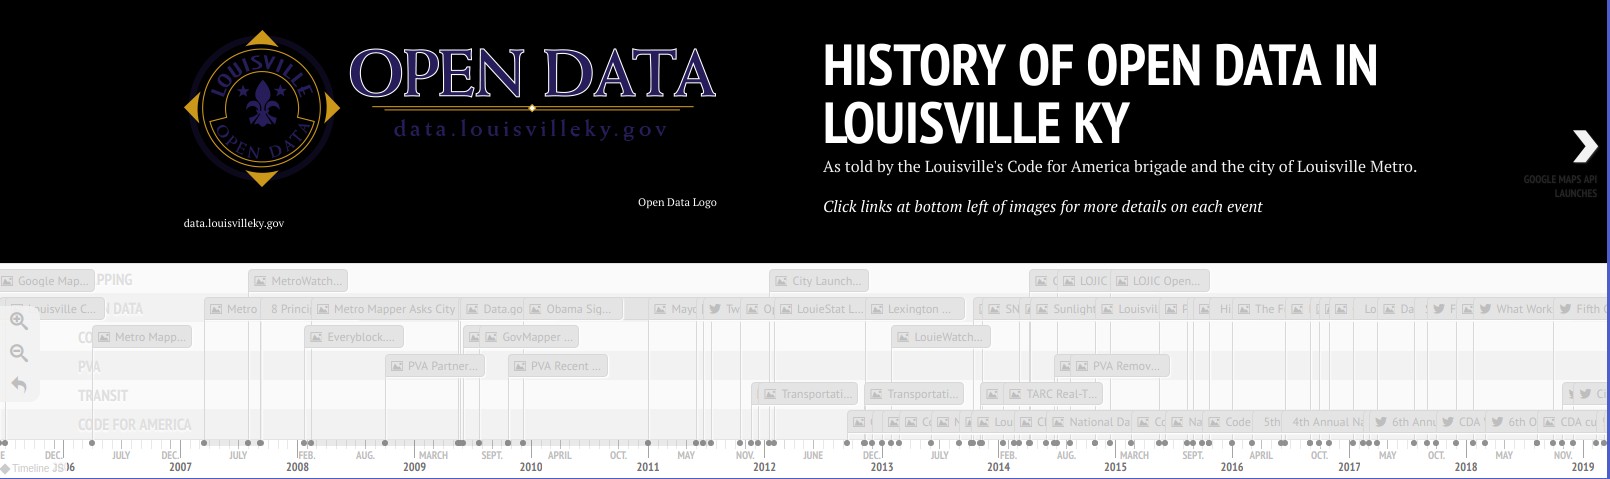 LOUISVILLE
OPEN DATA
OPEN DATA
data.louisvilleky.gov
Open Data Logo
data.louisvilleky.gov
HISTORY OF OPEN DATA IN
LOUISVILLE KY
As told by the Louisville's Code for America brigade and the city of Louisville Metro.
Click links at bottom left of images for more details on each event
GOOGLE MAPS API
LAUNCHES
Google Map... PPING MetroWatch... City Launch... LOJIC LOJIC Open...
ouisville C... DATA Metro 8 Princi Metro Mapper Asks City Data.go Obama Sig... Mayo Tw Op LouieStat L... Lexington ... SN Sunlight Louisvil Hi The F Lo Da F What Work Fifth
CO Metro Mapp... Everyblock.... GovMapper ... LouieWatch...
PVA PVA Partner... PVA Recent ... PVA Remov...
TRANSIT Transportati... Transportati... TARC Real-T...
CODE FOR AMERICA Co N Lou National Da Co Na Code 5th 4th Annual Na 6th Annu CDA 6th O CDA cu
DEC. JULY DEC. JULY FEB. AUG. MARCH SEPT. APRIL OCT. MAY NOV. JUNE DEC. JULY FEB. AUG. MARCH SEPT. APRIL OCT. MAY OCT. MAY NOV.
Timeline JS 06 2007 2008 2009 2010 2011 2012 2013 2014 2015 2016 2017 2018 2019